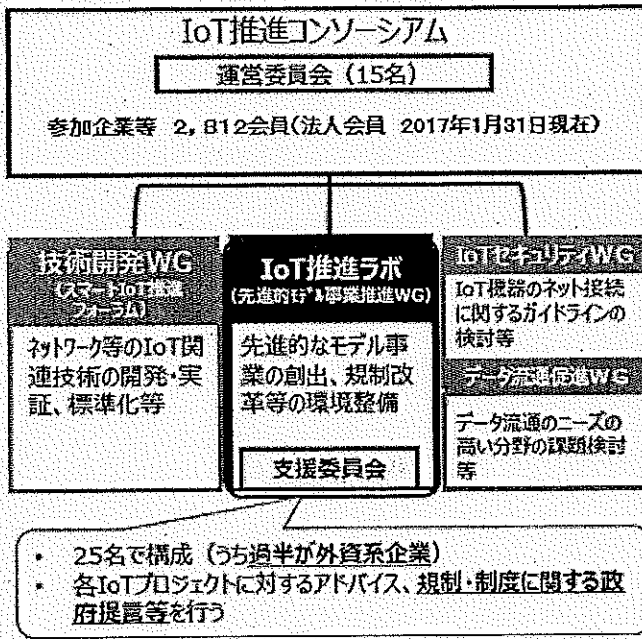 IoT推進コンソーシアム
運営委員会（15名）
参加企業等 2,812会員(法人会員 2017年1月31日現在)
技術開発WG
(スマートIoT推進
フォーラム)
ネットワーク等のIoT関
連技術の開発・実
証、標準化等
IoT推進ラボ
(先進的モデル事業推進WG)
先進的なモデル事
業の創出、規制改
革等の環境整備
支援委員会
IoTセキュリティWG
IoT機器のネット接続
に関するガイドラインの
検討等
データ流通促進WG
データ流通のニーズの
高い分野の課題検討
等
・ 25名で構成（うち過半が外資系企業）
・ 各IoTプロジェクトに対するアドバイス、規制・制度に関する政
府提言等を行う